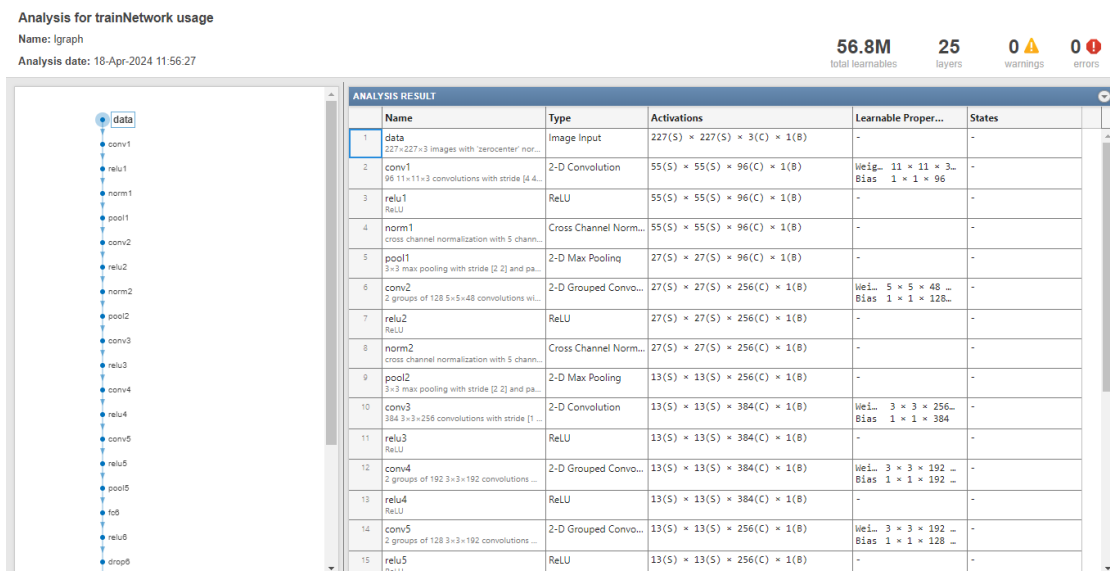 Analysis for trainNetwork usage
Name: lgraph
Analysis date: 18-Apr-2024 11:56:27
56.8M 25 0 0
total learnables layers warnings errors
data
conv1
relu1
norm1
pool1
conv2
relu2
norm2
pool2
conv3
relu3
conv4
relu4
conv5
relu5
pool5
fc6
relu6
drop6
ANALYSIS RESULT
Name Type Activations Learnable Proper... States
1 data Image Input 227(S) × 227(S) × 3(C) × 1(B) - -
227×227×3 images with 'zerocenter' nor...
2 conv1 2-D Convolution 55(S) × 55(S) × 96(C) × 1(B) Weig… 11 × 11 × 3… -
96 11×11×3 convolutions with stride [4 4... Bias 1 × 1 × 96
3 relu1 ReLU 55(S) × 55(S) × 96(C) × 1(B) - -
ReLU
4 norm1 Cross Channel Norm... 55(S) × 55(S) × 96(C) × 1(B) - -
cross channel normalization with 5 chann...
5 pool1 2-D Max Pooling 27(S) × 27(S) × 96(C) × 1(B) - -
3×3 max pooling with stride [2 2] and pa...
6 conv2 2-D Grouped Convo... 27(S) × 27(S) × 256(C) × 1(B) Wei… 5 × 5 × 48 … -
2 groups of 128 5×5×48 convolutions wi... Bias 1 × 1 × 128…
7 relu2 ReLU 27(S) × 27(S) × 256(C) × 1(B) - -
ReLU
8 norm2 Cross Channel Norm... 27(S) × 27(S) × 256(C) × 1(B) - -
cross channel normalization with 5 chann...
9 pool2 2-D Max Pooling 13(S) × 13(S) × 256(C) × 1(B) - -
3×3 max pooling with stride [2 2] and pa...
10 conv3 2-D Convolution 13(S) × 13(S) × 384(C) × 1(B) Wei… 3 × 3 × 256… -
384 3×3×256 convolutions with stride [1 ... Bias 1 × 1 × 384
11 relu3 ReLU 13(S) × 13(S) × 384(C) × 1(B) - -
ReLU
12 conv4 2-D Grouped Convo... 13(S) × 13(S) × 384(C) × 1(B) Wei… 3 × 3 × 192 … -
2 groups of 192 3×3×192 convolutions ... Bias 1 × 1 × 192 …
13 relu4 ReLU 13(S) × 13(S) × 384(C) × 1(B) - -
ReLU
14 conv5 2-D Grouped Convo... 13(S) × 13(S) × 256(C) × 1(B) Wei… 3 × 3 × 192 … -
2 groups of 128 3×3×192 convolutions ... Bias 1 × 1 × 128 …
15 relu5 ReLU 13(S) × 13(S) × 256(C) × 1(B) - -